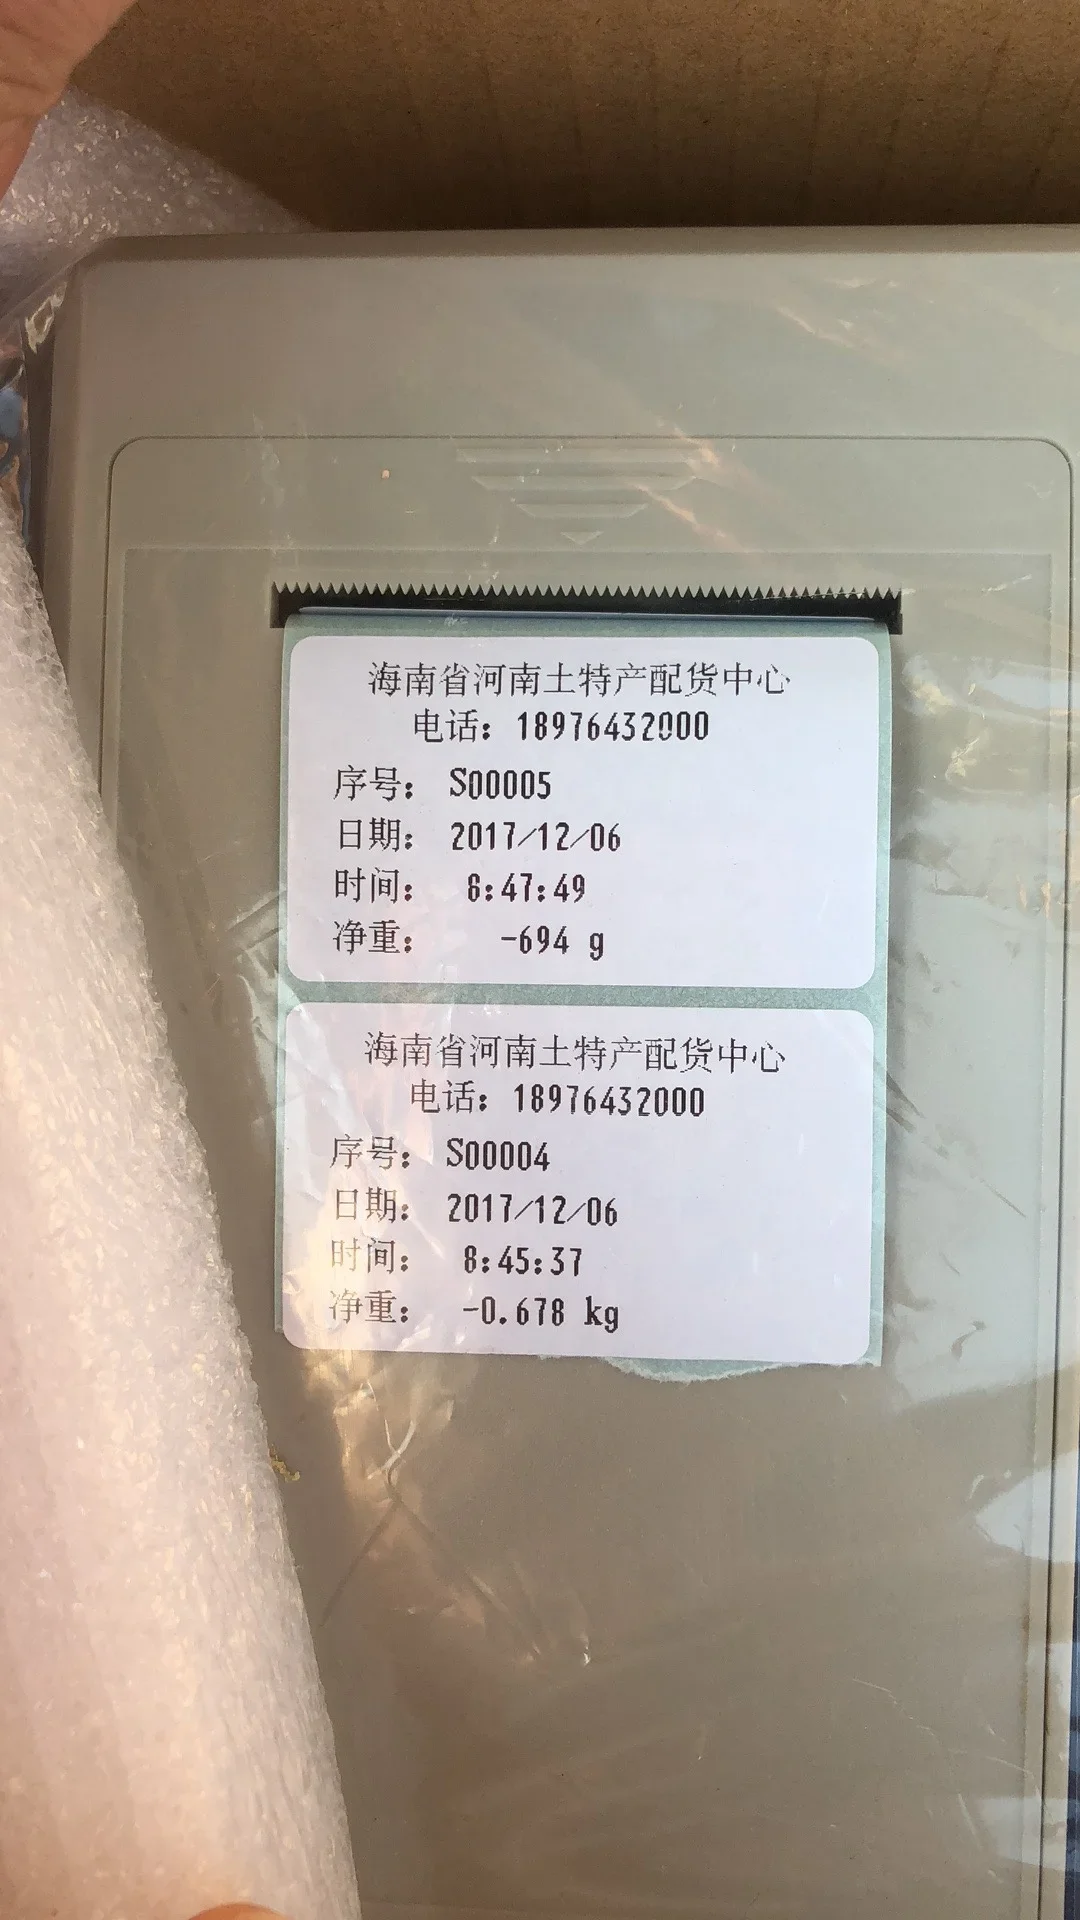 海南省河南土特产配货中心
电话: 18976432000
序号: S00005
日期: 2017/12/06
时间: 8:47:49
净重: -694 g
海南省河南土特产配货中心
电话: 18976432000
序号: S00004
日期: 2017/12/06
时间: 8:45:37
净重: -0.678 kg